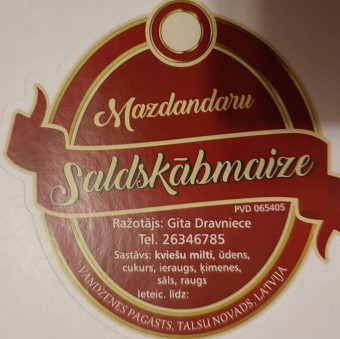 Mazdandaru
Saldskābmaize
PVD 065405
Ražotājs: Gita Dravniece
Tel. 26346785
Sastāvs: kviešu milti, ūdens,
cukurs, ieraugs, ķimenes,
sāls, raugs
Ieteic. līdz:
VANDZENES PAGASTS, TALSU NOVADS, LATVIJA